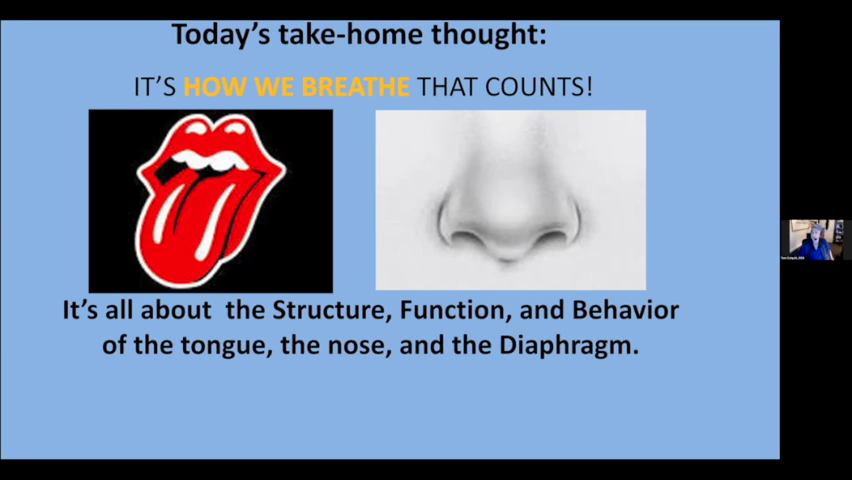 Today's take-home thought:
IT'S HOW WE BREATHE THAT COUNTS!
It's all about the Structure, Function, and Behavior
of the tongue, the nose, and the Diaphragm.